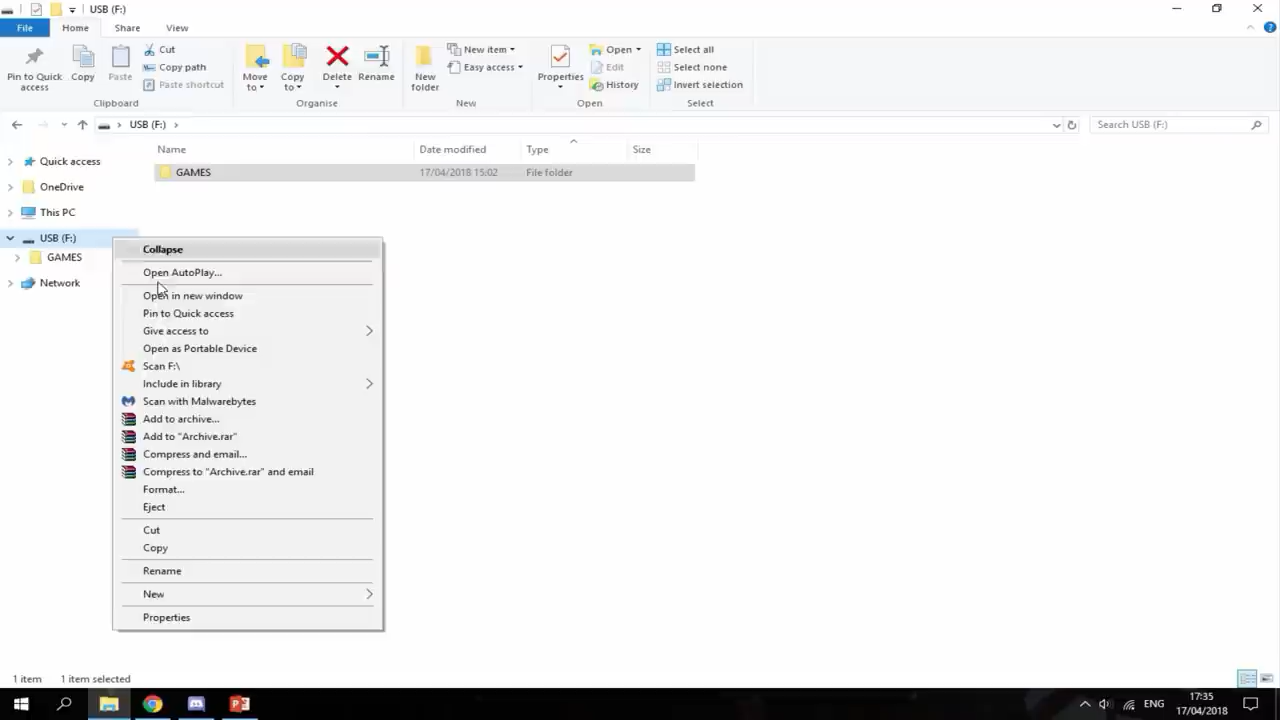 USB (F:)
File Home Share View
Pin to Quick access
Copy
Paste
Cut
Copy path
Paste shortcut
Clipboard
Move to
Copy to
Delete
Rename
Organise
New folder
New item
Easy access
New
Properties
Open
Edit
History
Open
Select all
Select none
Invert selection
Select
USB (F:)
Search USB (F:)
Name Date modified Type Size
GAMES 17/04/2018 15:02 File folder
Quick access
OneDrive
This PC
USB (F:)
GAMES
Network
Collapse
Open AutoPlay...
Open in new window
Pin to Quick access
Give access to
Open as Portable Device
Scan F:\
Include in library
Scan with Malwarebytes
Add to archive...
Add to "Archive.rar"
Compress and email...
Compress to "Archive.rar" and email
Format...
Eject
Cut
Copy
Rename
New
Properties
1 item 1 item selected
ENG
17:35
17/04/2018